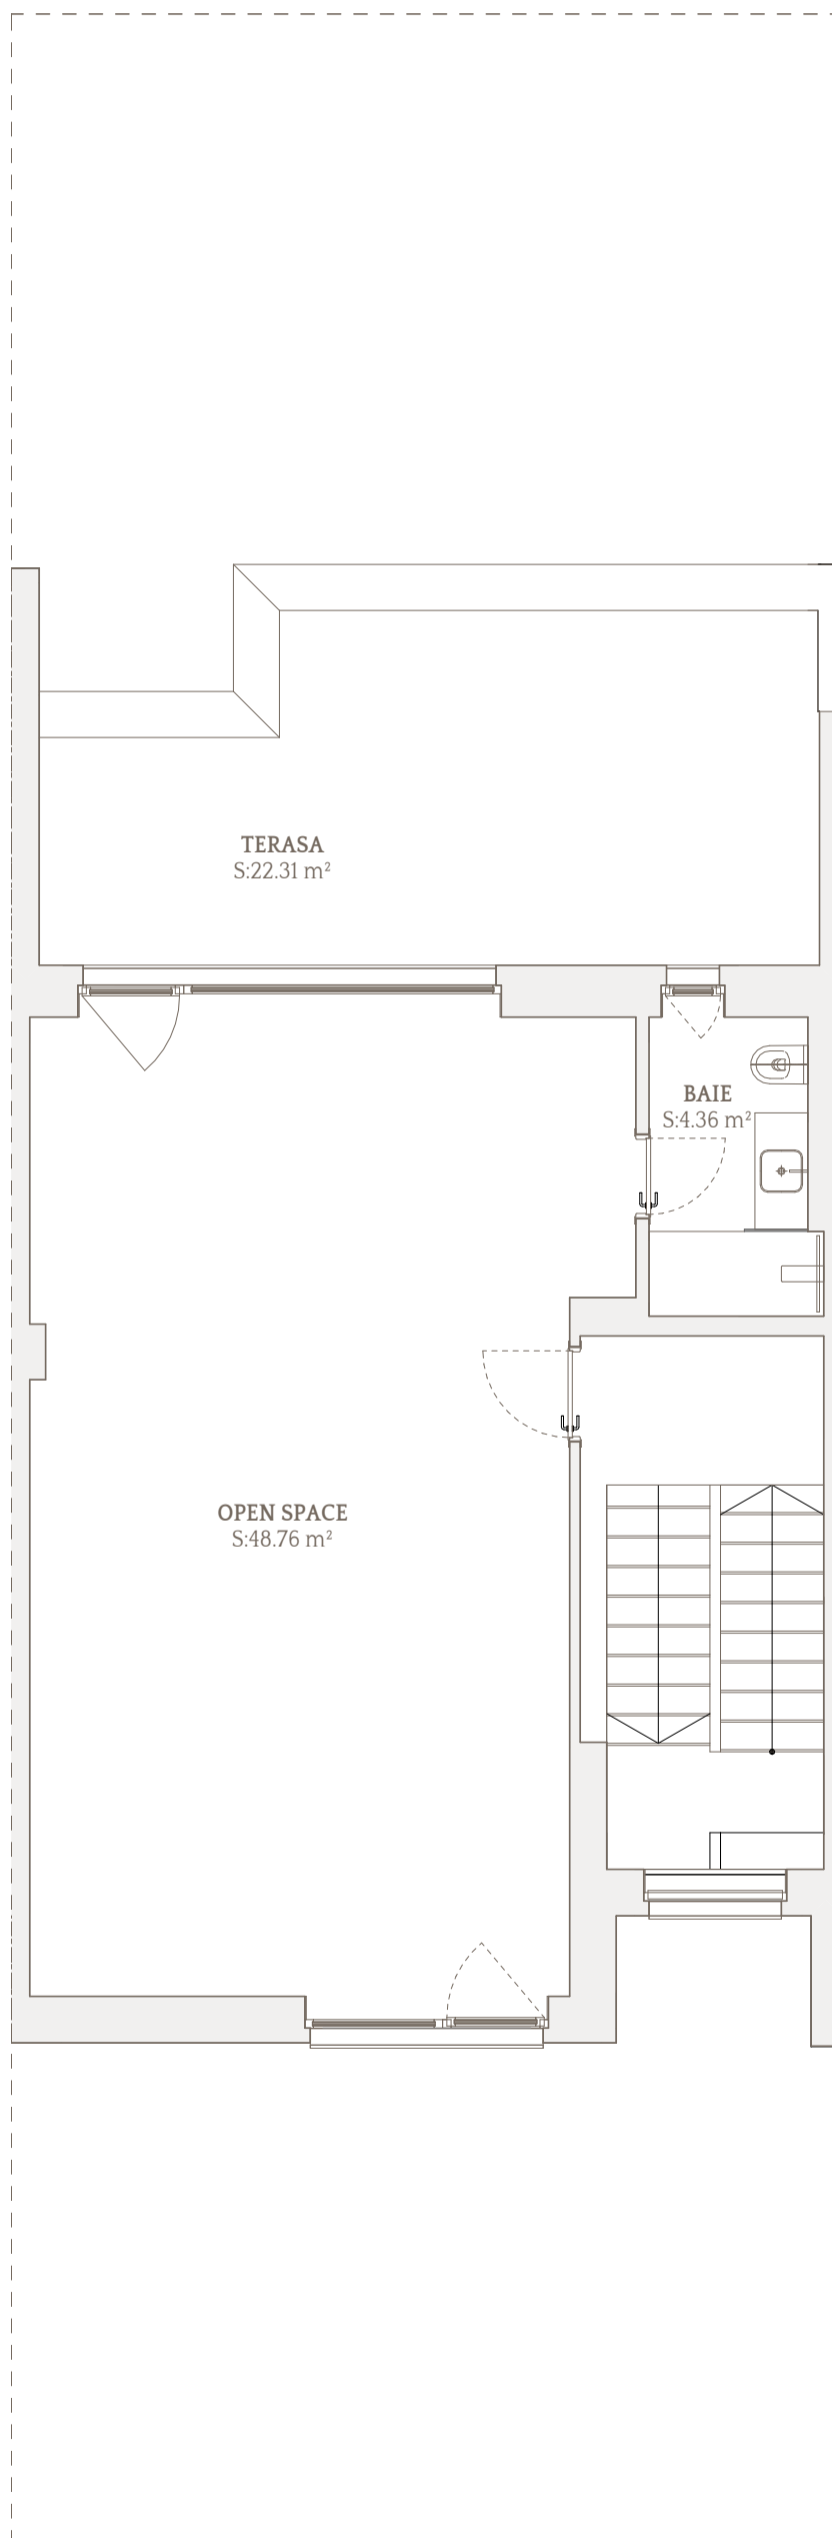 TERASA
S:22.31 m²
BAIE
S:4.36 m²
OPEN SPACE
S:48.76 m²